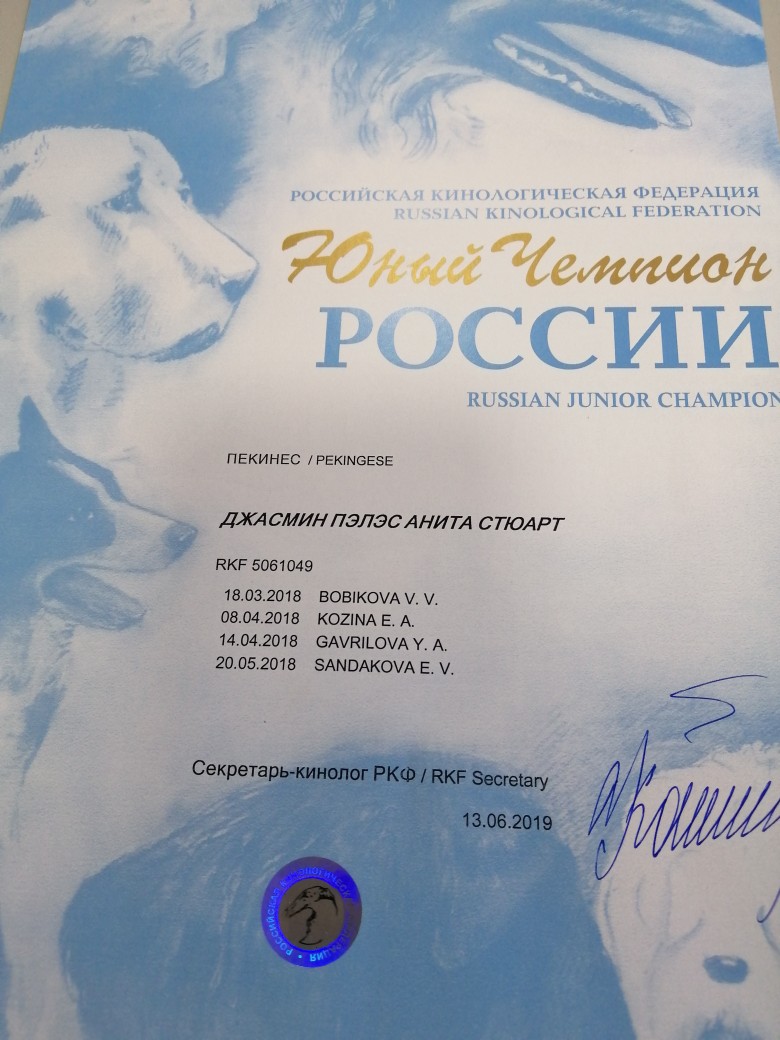 РОССИЙСКАЯ КИНОЛОГИЧЕСКАЯ ФЕДЕРАЦИЯ
RUSSIAN KINOLOGICAL FEDERATION
Юный Чемпион
РОССИИ
RUSSIAN JUNIOR CHAMPION
ПЕКИНЕС / PEKINGESE
ДЖАСМИН ПЭЛЭС АНИТА СТЮАРТ
RKF 5061049
18.03.2018 BOBIKOVA V. V.
08.04.2018 KOZINA E. A.
14.04.2018 GAVRILOVA Y. A.
20.05.2018 SANDAKOVA E. V.
Секретарь-кинолог РКФ / RKF Secretary
13.06.2019
РОССИЙСКАЯ